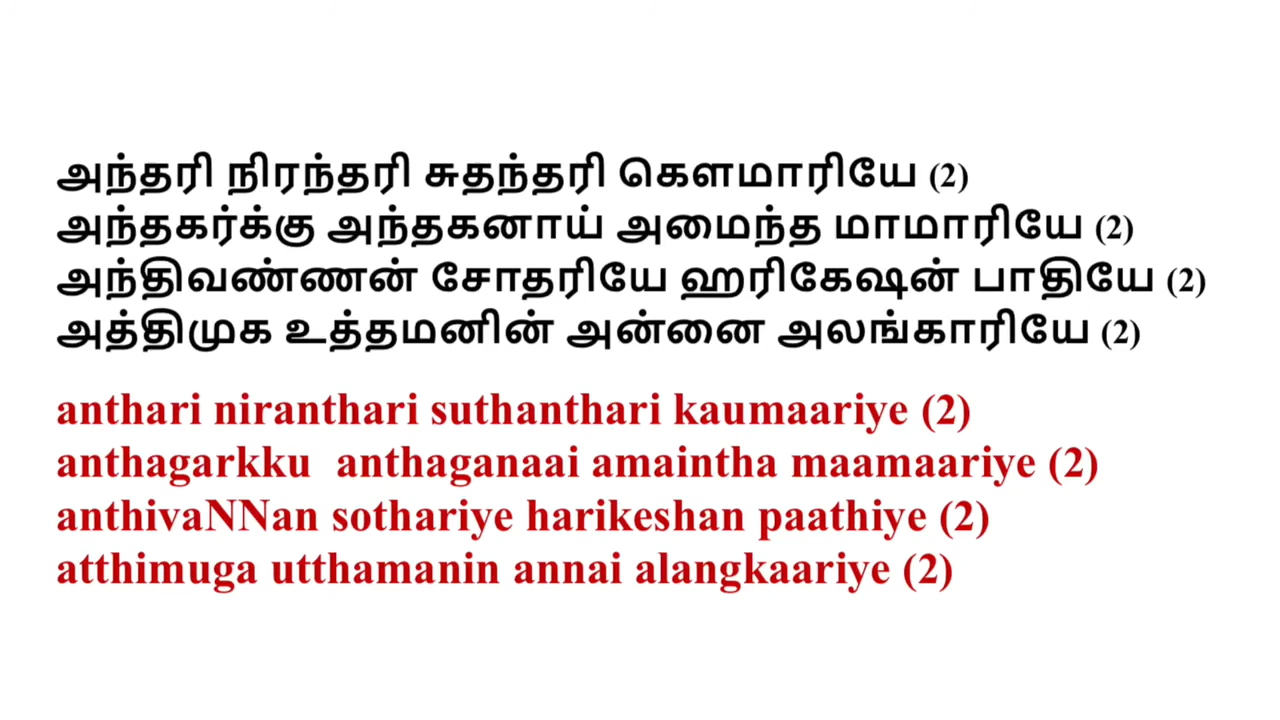 அந்தரி நிரந்தரி சுதந்தரி கௌமாரியே (2)
அந்தகர்க்கு அந்தகனாய் அமைந்த மாமாரியே (2)
அந்திவண்ணன் சோதரியே ஹரிகேஷன் பாதியே (2)
அத்திமுக உத்தமனின் அன்னை அலங்காரியே (2)
anthari niranthari suthanthari kaumaariye (2)
anthagarkku  anthaganaai amaintha maamaariye (2)
anthivaNNan sothariye harikeshan paathiye (2)
atthimuga utthamanin annai alangkaariye (2)